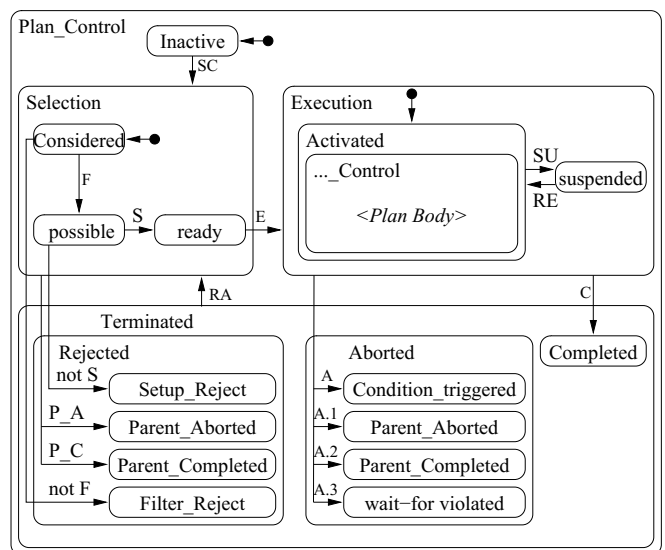 Plan_Control
Inactive
SC
Selection
Execution
Considered
Activated
F
..._Control
SU
suspended
RE
<Plan Body>
possible
S
ready
E
RA
C
Terminated
Rejected
Aborted
Completed
not S
Setup_Reject
A
Condition_triggered
P_A
Parent_Aborted
A.1
Parent_Aborted
P_C
Parent_Completed
A.2
Parent_Completed
not F
Filter_Reject
A.3
wait−for violated